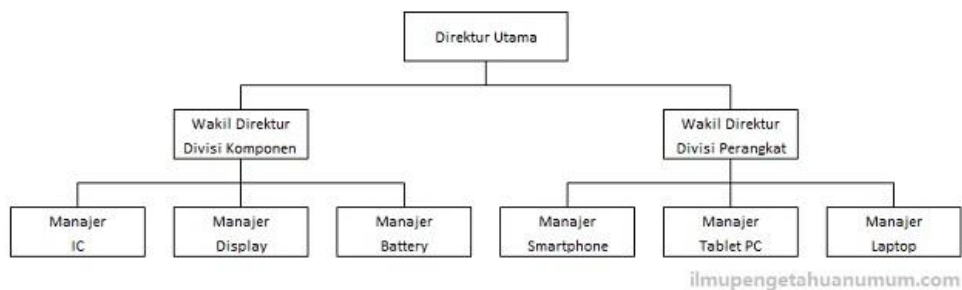 Direktur Utama
Wakil Direktur
Divisi Komponen
Wakil Direktur
Divisi Perangkat
Manajer
IC
Manajer
Display
Manajer
Battery
Manajer
Smartphone
Manajer
Tablet PC
Manajer
Laptop
ilmupengetahuanumum.com